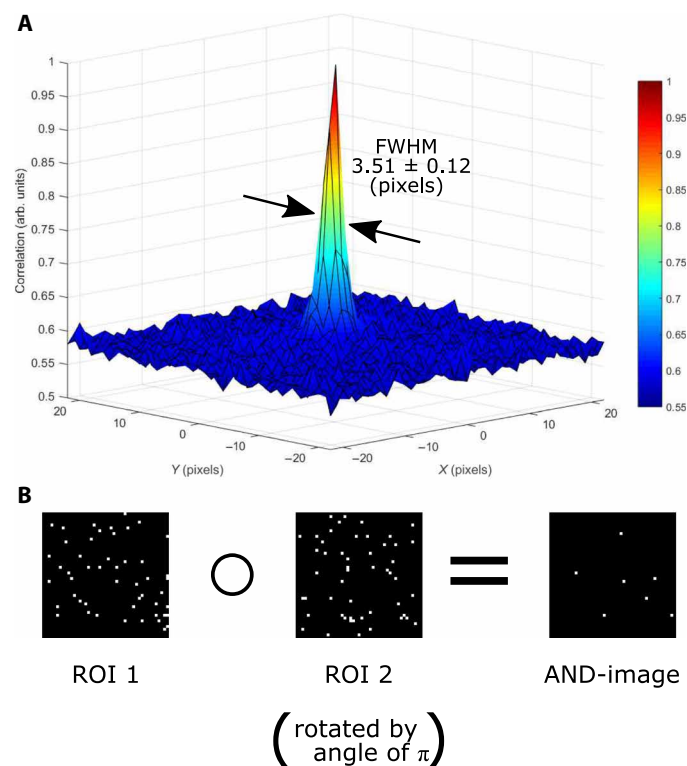 A
FWHM
3.51 ± 0.12
(pixels)
Correlation (arb. units)
1
0.95
0.9
0.85
0.8
0.75
0.7
0.65
0.6
0.55
0.5
20
10
0
−10
−20
Y (pixels)
−20
−10
0
10
20
X (pixels)
1
0.95
0.9
0.85
0.8
0.75
0.7
0.65
0.6
0.55
B
ROI 1
ROI 2
AND-image
(rotated by
angle of π)